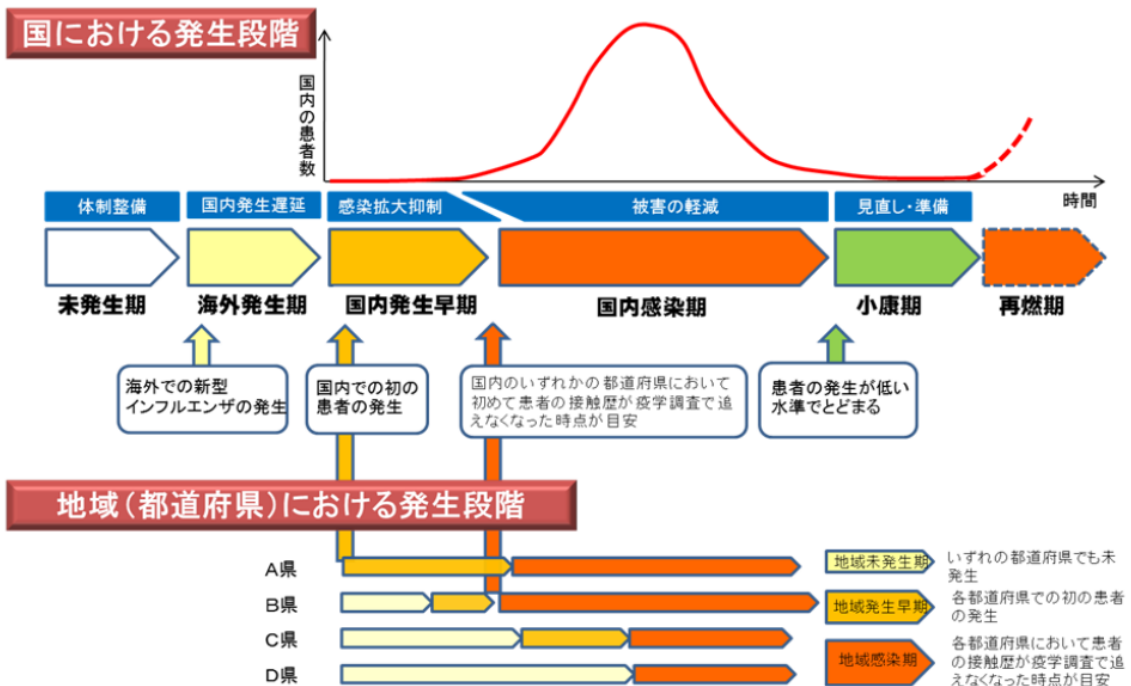 国における発生段階
国内の患者数
時間
体制整備
国内発生遅延
感染拡大抑制
被害の軽減
見直し・準備
未発生期
海外発生期
国内発生早期
国内感染期
小康期
再燃期
海外での新型
インフルエンザの発生
国内での初の
患者の発生
国内のいずれかの都道府県において
初めて患者の接触歴が疫学調査で追
えなくなった時点が目安
患者の発生が低い
水準でとどまる
地域(都道府県)における発生段階
A県
B県
C県
D県
地域未発生期
いずれの都道府県でも未
発生
地域発生早期
各都道府県での初の患者
の発生
地域感染期
各都道府県において患者
の接触歴が疫学調査で追
えなくなった時点が目安